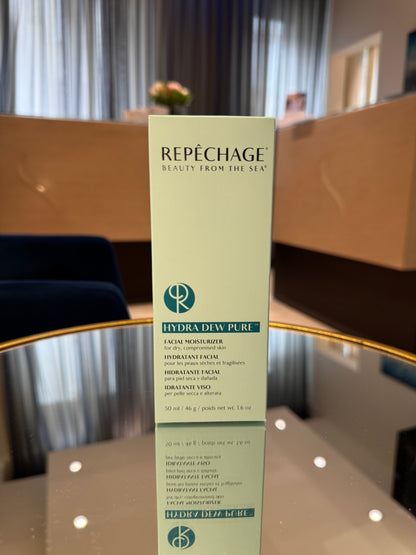 REPÊCHAGE®
BEAUTY FROM THE SEA®
HYDRA DEW PURE™
FACIAL MOISTURIZER
for dry, compromised skin
HYDRATANT FACIAL
pour les peaux sèches et fragilisées
HIDRATANTE FACIAL
para piel seca y dañada
IDRATANTE VISO
per pelle secca e alterata
50 ml / 46 g / poids net wt. 1.6 oz